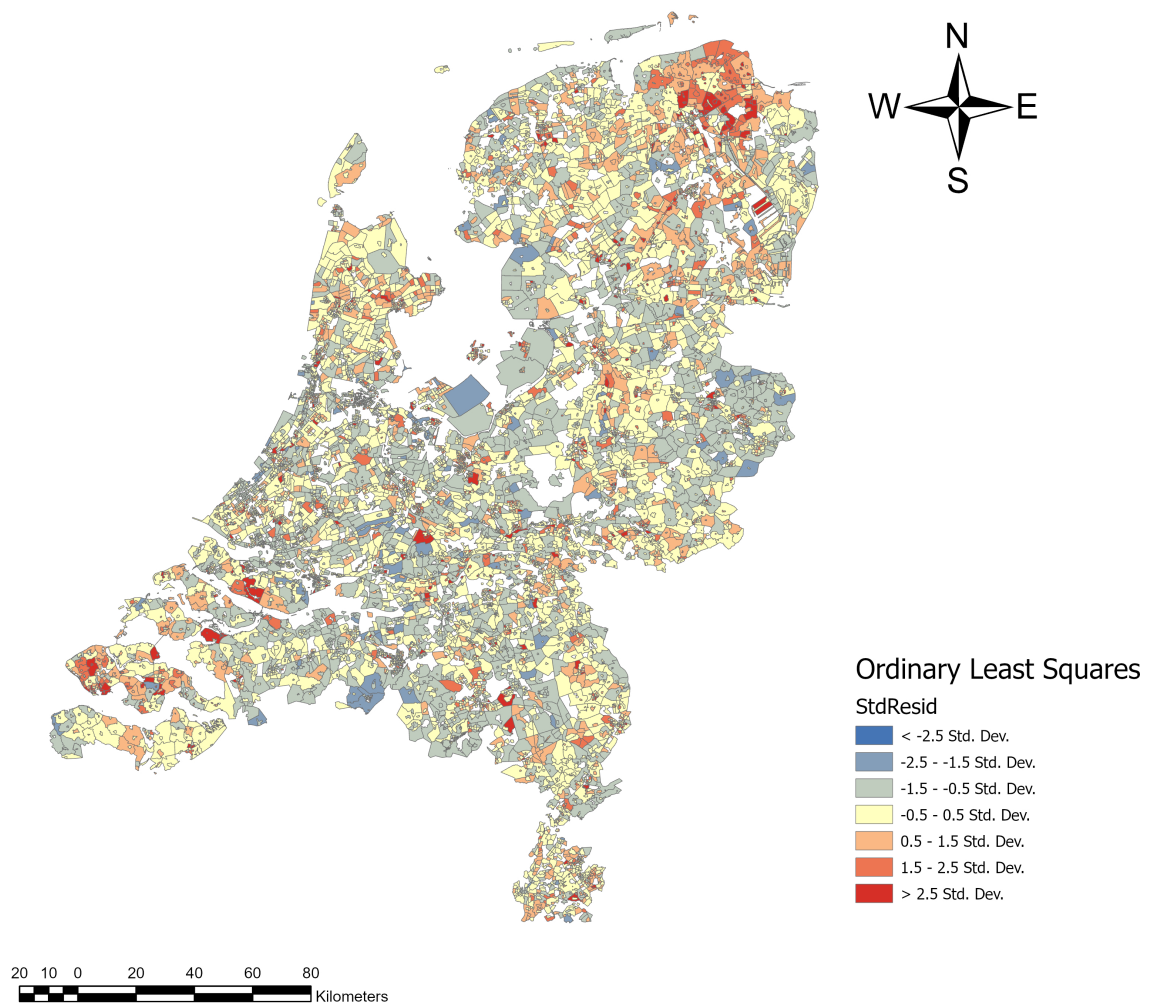 N
W E
S
Ordinary Least Squares
StdResid
< -2.5 Std. Dev.
-2.5 - -1.5 Std. Dev.
-1.5 - -0.5 Std. Dev.
-0.5 - 0.5 Std. Dev.
0.5 - 1.5 Std. Dev.
1.5 - 2.5 Std. Dev.
> 2.5 Std. Dev.
20 10 0 20 40 60 80
Kilometers